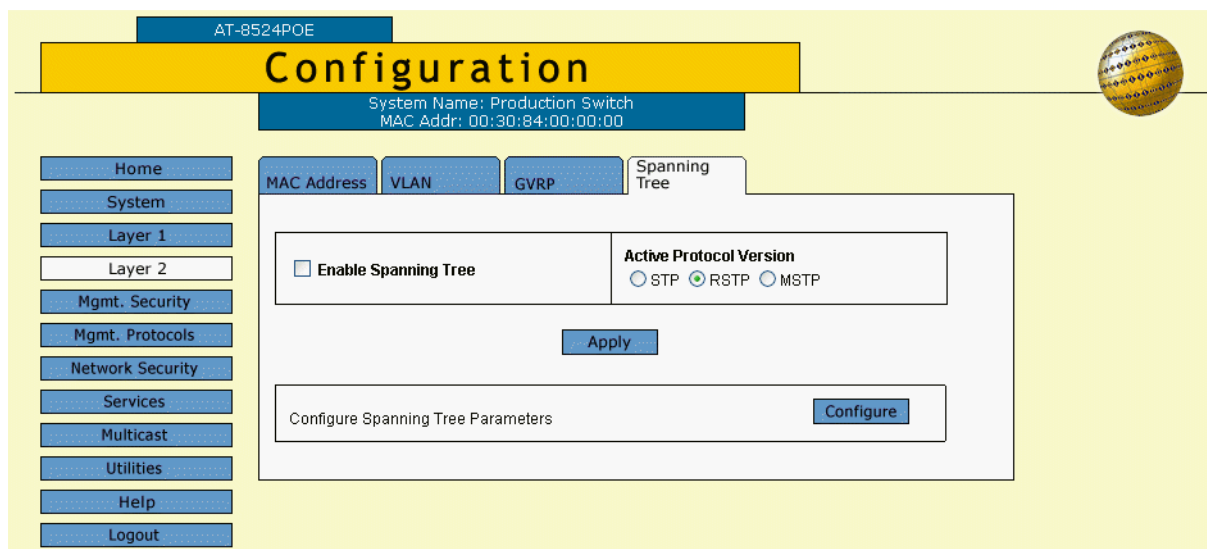 AT-8524POE
Configuration
System Name: Production Switch
MAC Addr: 00:30:84:00:00:00
Home
System
Layer 1
Layer 2
Mgmt. Security
Mgmt. Protocols
Network Security
Services
Multicast
Utilities
Help
Logout
MAC Address
VLAN
GVRP
Spanning
Tree
Enable Spanning Tree
Active Protocol Version
STP RSTP MSTP
Apply
Configure Spanning Tree Parameters
Configure